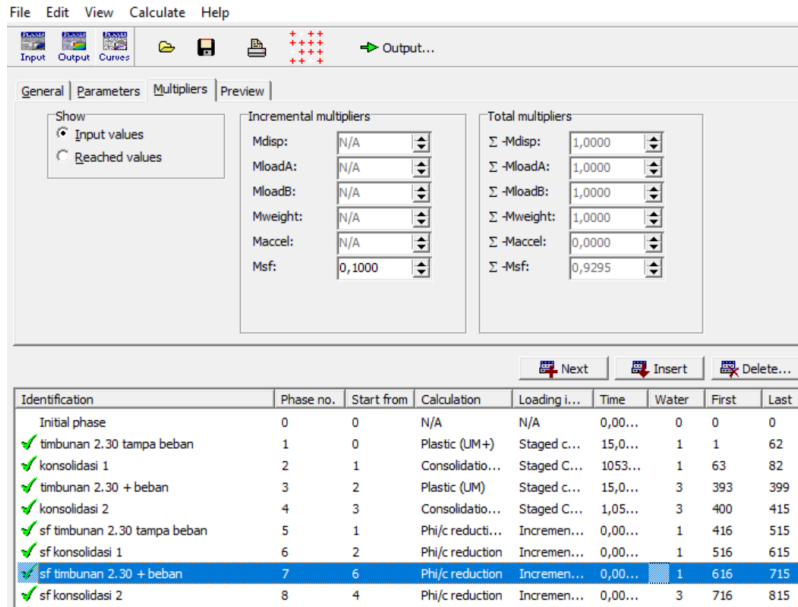 File Edit View Calculate Help
Input Output Curves Output...
General Parameters Multipliers Preview
Show Incremental multipliers Total multipliers
Input values Mdisp: N/A Σ -Mdisp: 1,0000
Reached values MloadA: N/A Σ -MloadA: 1,0000
MloadB: N/A Σ -MloadB: 1,0000
Mweight: N/A Σ -Mweight: 1,0000
Maccel: N/A Σ -Maccel: 0,0000
Msf: 0,1000 Σ -Msf: 0,9295
Next Insert Delete...
Identification Phase no. Start from Calculation Loading i... Time Water First Last
Initial phase 0 0 N/A N/A 0,00... 0 0 0
timbunan 2.30 tampa beban 1 0 Plastic (UM+) Staged c... 15,0... 1 1 62
konsolidasi 1 2 1 Consolidatio... Staged C... 1053... 1 63 82
timbunan 2.30 + beban 3 2 Plastic (UM) Staged c... 15,0... 3 393 399
konsolidasi 2 4 3 Consolidatio... Staged C... 1,05... 3 400 415
sf timbunan 2.30 tampa beban 5 1 Phi/c reducti... Incremen... 0,00... 1 416 515
sf konsolidasi 1 6 2 Phi/c reduction Incremen... 0,00... 1 516 615
sf timbunan 2.30 + beban 7 6 Phi/c reduction Incremen... 0,00... 1 616 715
sf konsolidasi 2 8 4 Phi/c reduction Incremen... 0,00... 3 716 815